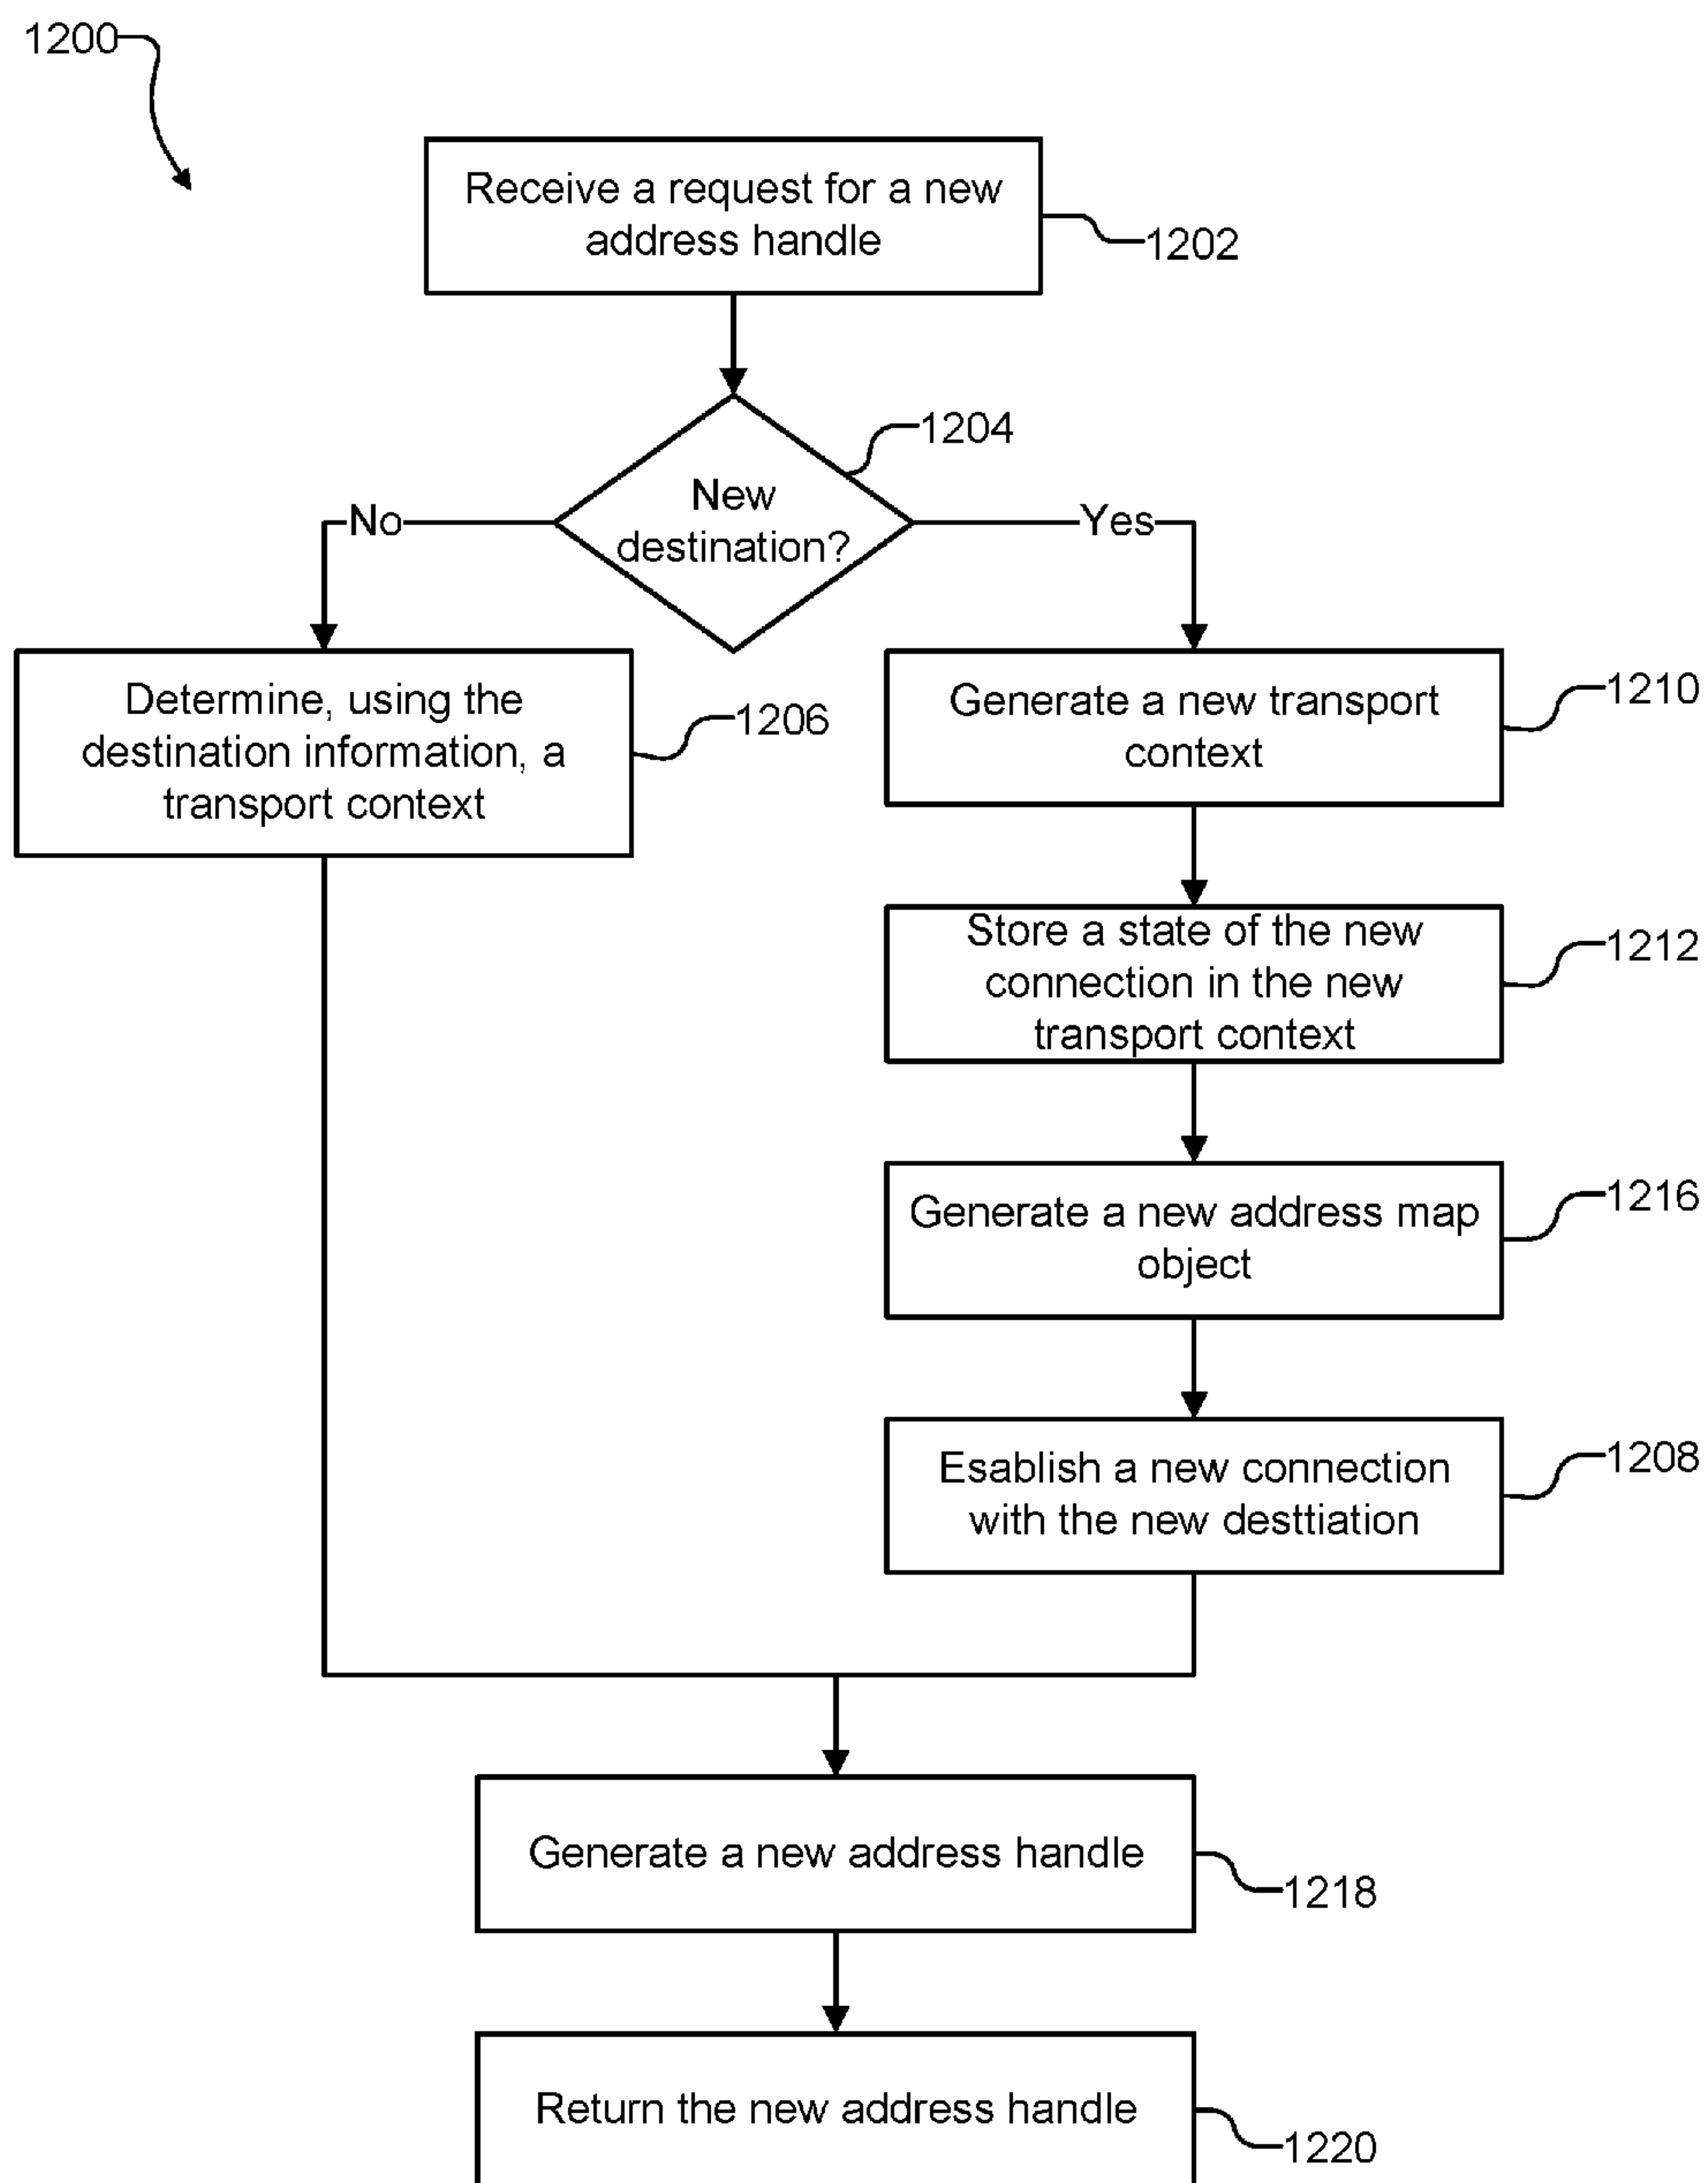 1200
Receive a request for a new
address handle
1202
1204
New
destination?
No
Yes
Determine, using the
destination information, a
transport context
1206
Generate a new transport
context
1210
Store a state of the new
connection in the new
transport context
1212
Generate a new address map
object
1216
Esablish a new connection
with the new desttiation
1208
Generate a new address handle
1218
Return the new address handle
1220